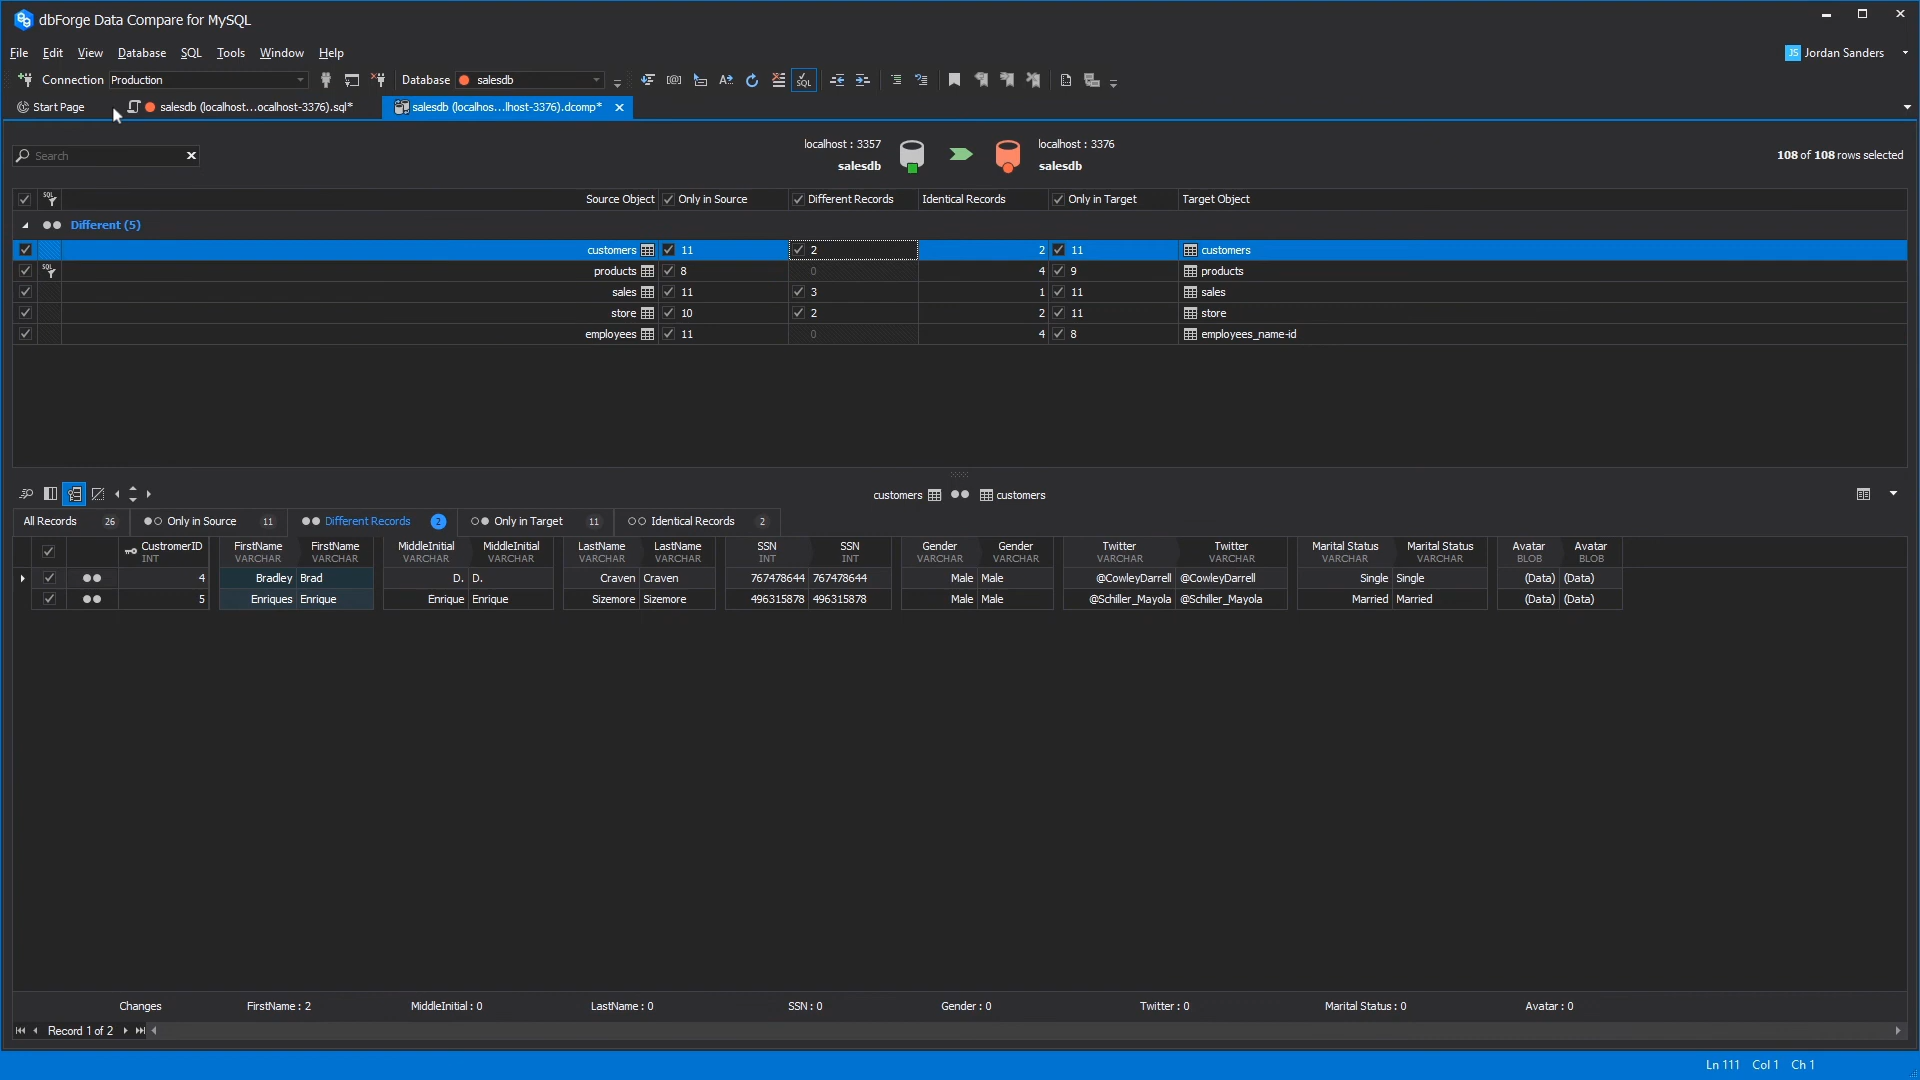 dbForge Data Compare for MySQL
File Edit View Database SQL Tools Window Help
JS Jordan Sanders
Connection Production Database salesdb SQL
Start Page salesdb (localhost...ocalhost-3376).sql* salesdb (localhos...lhost-3376).dcomp*
Search
localhost : 3357 localhost : 3376
salesdb salesdb
108 of 108 rows selected
SQL Source Object Only in Source Different Records Identical Records Only in Target Target Object
Different (5)
customers 11 2 2 11 customers
SQL products 8 0 4 9 products
sales 11 3 1 11 sales
store 10 2 2 11 store
employees 11 0 4 8 employees_name-id
customers customers
All Records 26 Only in Source 11 Different Records 2 Only in Target 11 Identical Records 2
CustromerID FirstName FirstName MiddleInitial MiddleInitial LastName LastName SSN SSN Gender Gender Twitter Twitter Marital Status Marital Status Avatar Avatar
INT VARCHAR VARCHAR VARCHAR VARCHAR VARCHAR VARCHAR INT INT VARCHAR VARCHAR VARCHAR VARCHAR VARCHAR VARCHAR BLOB BLOB
4 Bradley Brad D. D. Craven Craven 767478644 767478644 Male Male @CowleyDarrell @CowleyDarrell Single Single (Data) (Data)
5 Enriques Enrique Enrique Enrique Sizemore Sizemore 496315878 496315878 Male Male @Schiller_Mayola @Schiller_Mayola Married Married (Data) (Data)
Changes FirstName : 2 MiddleInitial : 0 LastName : 0 SSN : 0 Gender : 0 Twitter : 0 Marital Status : 0 Avatar : 0
Record 1 of 2
Ln 111 Col 1 Ch 1